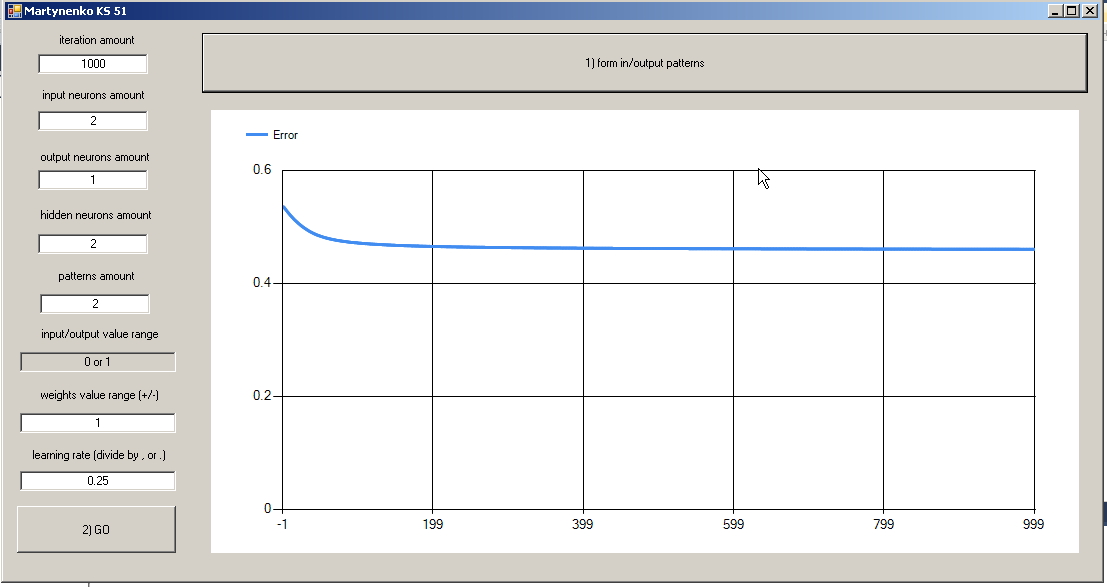 Martynenko KS 51
iteration amount
1000
input neurons amount
2
output neurons amount
1
hidden neurons amount
2
patterns amount
2
input/output value range
0 or 1
weights value range (+/-)
1
learning rate (divide by , or .)
0.25
2) GO
1) form in/output patterns
Error
0.6
0.4
0.2
0
-1 199 399 599 799 999